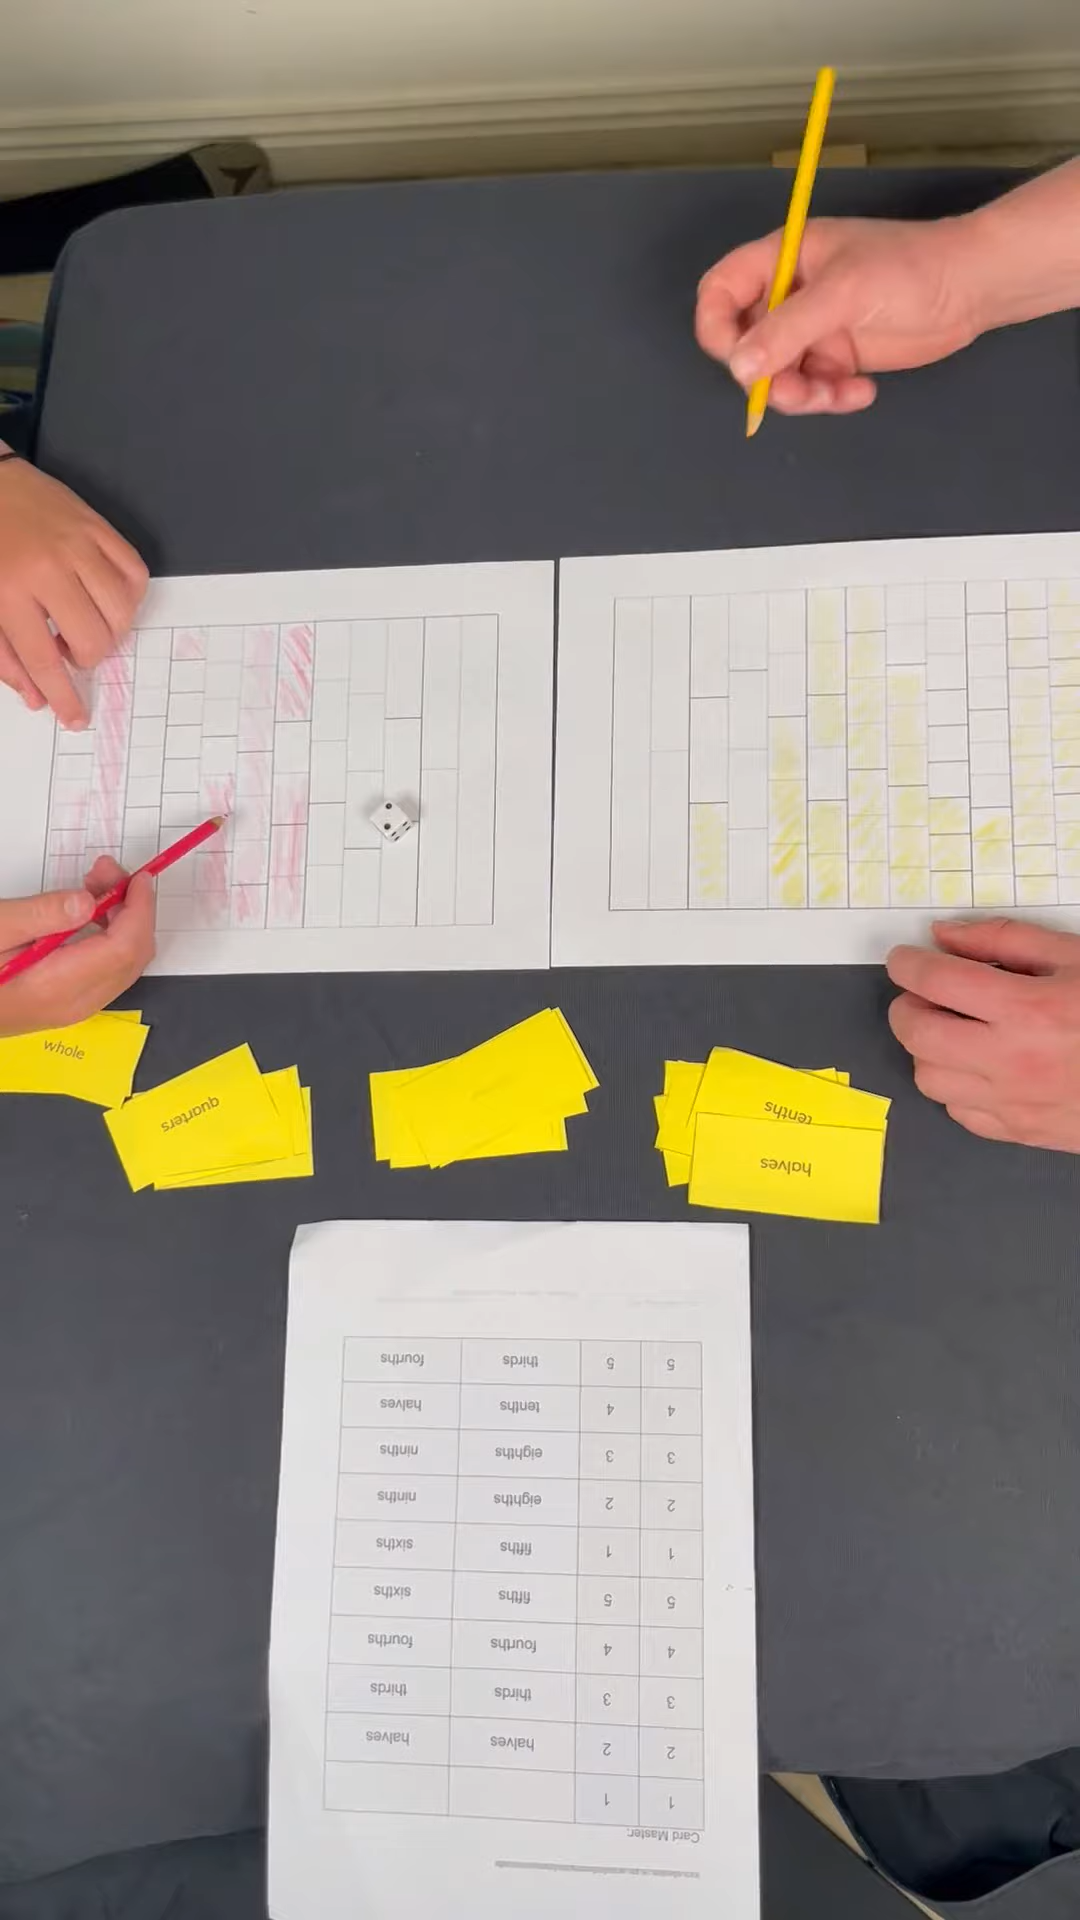 whole
quarters
tenths
halves
Card Master:
1 1
2 2 halves halves
3 3 thirds thirds
4 4 fourths fourths
5 5 fifths sixths
1 1 fifths sixths
2 2 eighths ninths
3 3 eighths ninths
4 4 tenths halves
5 5 thirds fourths